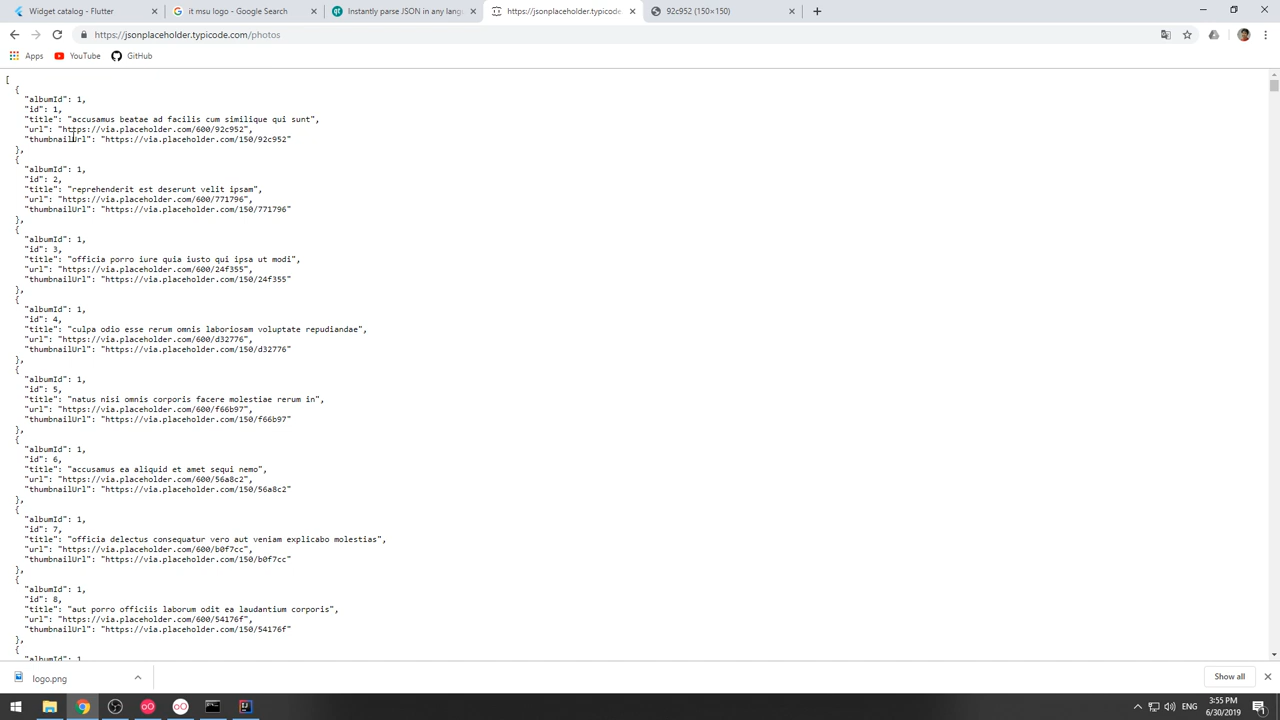 Widget catalog - Flutter
it msu logo - Google Search
Instantly parse JSON in any lang
https://jsonplaceholder.typicode
92c952 (150×150)
https://jsonplaceholder.typicode.com/photos
Apps
YouTube
GitHub
[
{
"albumId": 1,
"id": 1,
"title": "accusamus beatae ad facilis cum similique qui sunt",
"url": "https://via.placeholder.com/600/92c952",
"thumbnailUrl": "https://via.placeholder.com/150/92c952"
},
{
"albumId": 1,
"id": 2,
"title": "reprehenderit est deserunt velit ipsam",
"url": "https://via.placeholder.com/600/771796",
"thumbnailUrl": "https://via.placeholder.com/150/771796"
},
{
"albumId": 1,
"id": 3,
"title": "officia porro iure quia iusto qui ipsa ut modi",
"url": "https://via.placeholder.com/600/24f355",
"thumbnailUrl": "https://via.placeholder.com/150/24f355"
},
{
"albumId": 1,
"id": 4,
"title": "culpa odio esse rerum omnis laboriosam voluptate repudiandae",
"url": "https://via.placeholder.com/600/d32776",
"thumbnailUrl": "https://via.placeholder.com/150/d32776"
},
{
"albumId": 1,
"id": 5,
"title": "natus nisi omnis corporis facere molestiae rerum in",
"url": "https://via.placeholder.com/600/f66b97",
"thumbnailUrl": "https://via.placeholder.com/150/f66b97"
},
{
"albumId": 1,
"id": 6,
"title": "accusamus ea aliquid et amet sequi nemo",
"url": "https://via.placeholder.com/600/56a8c2",
"thumbnailUrl": "https://via.placeholder.com/150/56a8c2"
},
{
"albumId": 1,
"id": 7,
"title": "officia delectus consequatur vero aut veniam explicabo molestias",
"url": "https://via.placeholder.com/600/b0f7cc",
"thumbnailUrl": "https://via.placeholder.com/150/b0f7cc"
},
{
"albumId": 1,
"id": 8,
"title": "aut porro officiis laborum odit ea laudantium corporis",
"url": "https://via.placeholder.com/600/54176f",
"thumbnailUrl": "https://via.placeholder.com/150/54176f"
},
{
"albumId": 1,
logo.png
Show all
ENG
3:55 PM
6/30/2019